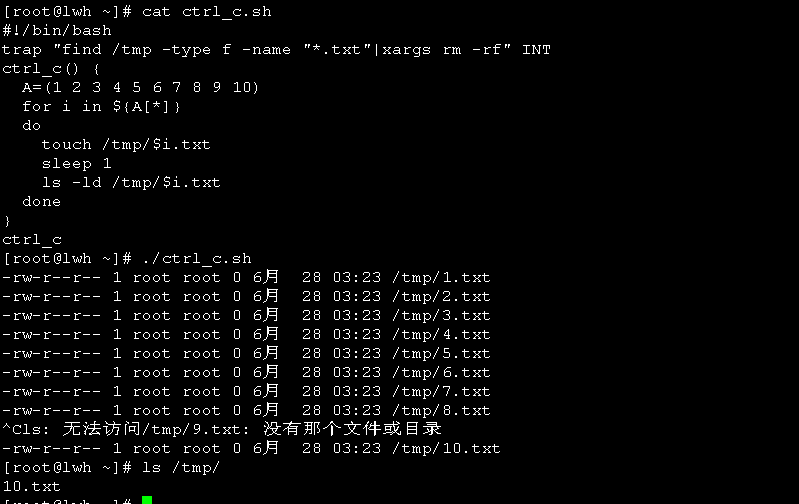 [root@lwh ~]# cat ctrl_c.sh
#!/bin/bash
trap "find /tmp -type f -name "*.txt"|xargs rm -rf" INT
ctrl_c() {
  A=(1 2 3 4 5 6 7 8 9 10)
  for i in ${A[*]}
  do
    touch /tmp/$i.txt
    sleep 1
    ls -ld /tmp/$i.txt
  done
}
ctrl_c
[root@lwh ~]# ./ctrl_c.sh
-rw-r--r-- 1 root root 0 6月  28 03:23 /tmp/1.txt
-rw-r--r-- 1 root root 0 6月  28 03:23 /tmp/2.txt
-rw-r--r-- 1 root root 0 6月  28 03:23 /tmp/3.txt
-rw-r--r-- 1 root root 0 6月  28 03:23 /tmp/4.txt
-rw-r--r-- 1 root root 0 6月  28 03:23 /tmp/5.txt
-rw-r--r-- 1 root root 0 6月  28 03:23 /tmp/6.txt
-rw-r--r-- 1 root root 0 6月  28 03:23 /tmp/7.txt
-rw-r--r-- 1 root root 0 6月  28 03:23 /tmp/8.txt
^Cls: 无法访问/tmp/9.txt: 没有那个文件或目录
-rw-r--r-- 1 root root 0 6月  28 03:23 /tmp/10.txt
[root@lwh ~]# ls /tmp/
10.txt
[root@lwh ~]#